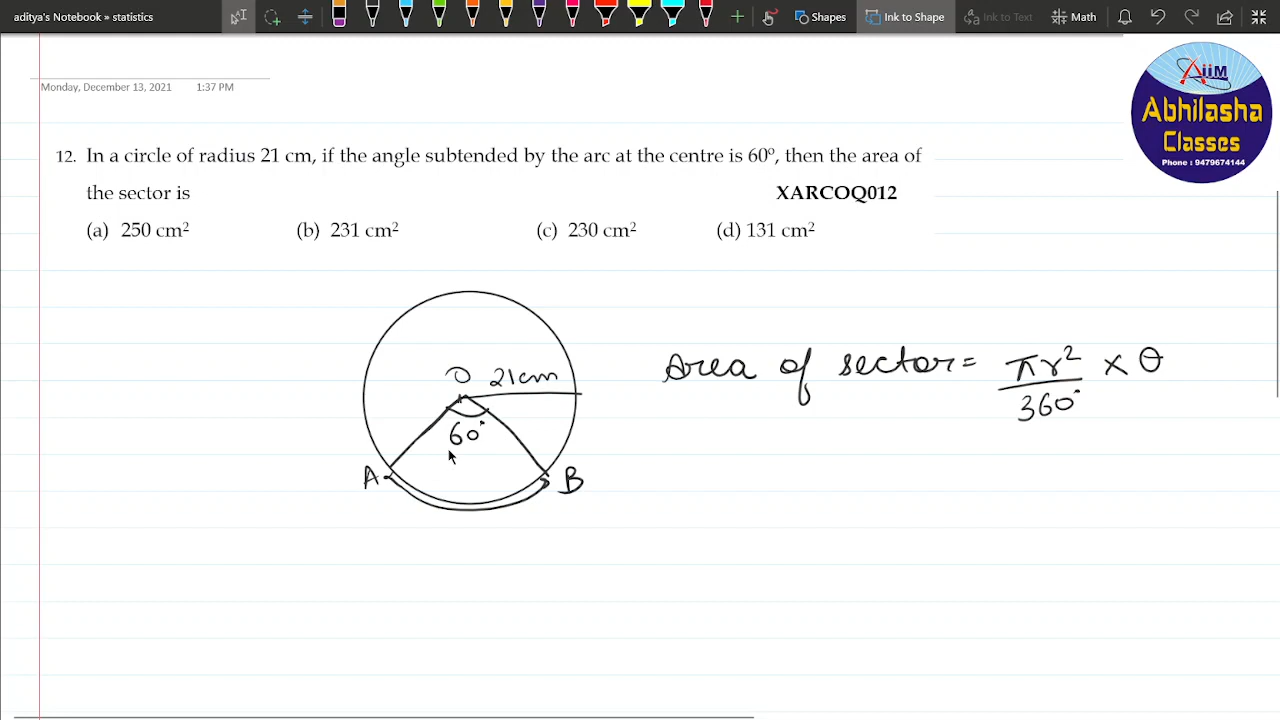 aditya's Notebook » statistics
Shapes
Ink to Shape
Ink to Text
Math
Monday, December 13, 2021 1:37 PM
AiiM
Abhilasha
Classes
Phone : 9479674144
12. In a circle of radius 21 cm, if the angle subtended by the arc at the centre is 60º, then the area of
the sector is XARCOQ012
(a) 250 cm² (b) 231 cm² (c) 230 cm² (d) 131 cm²
O 21cm
60°
A B
Area of sector = πr²/360° × θ